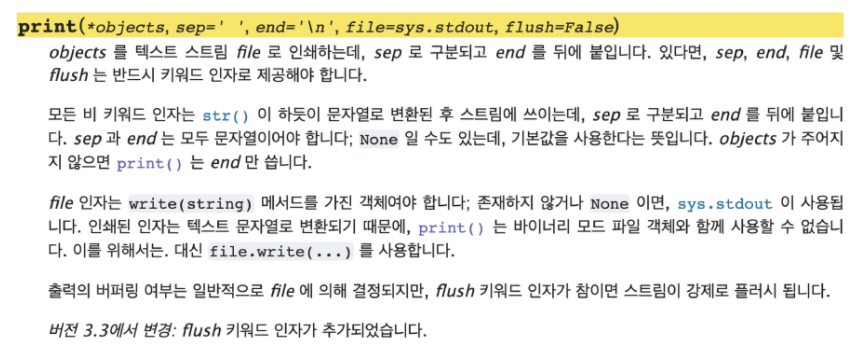 print(*objects, sep=' ', end='\n', file=sys.stdout, flush=False)
objects 를 텍스트 스트림 file 로 인쇄하는데, sep 로 구분되고 end 를 뒤에 붙입니다. 있다면, sep, end, file 및
flush 는 반드시 키워드 인자로 제공해야 합니다.
모든 비 키워드 인자는 str() 이 하듯이 문자열로 변환된 후 스트림에 쓰이는데, sep 로 구분되고 end 를 뒤에 붙입니
다. sep 과 end 는 모두 문자열이어야 합니다; None 일 수도 있는데, 기본값을 사용한다는 뜻입니다. objects 가 주어지
지 않으면 print() 는 end 만 씁니다.
file 인자는 write(string) 메서드를 가진 객체여야 합니다; 존재하지 않거나 None 이면, sys.stdout 이 사용됩
니다. 인쇄된 인자는 텍스트 문자열로 변환되기 때문에, print() 는 바이너리 모드 파일 객체와 함께 사용할 수 없습니
다. 이를 위해서는. 대신 file.write(...) 를 사용합니다.
출력의 버퍼링 여부는 일반적으로 file 에 의해 결정되지만, flush 키워드 인자가 참이면 스트림이 강제로 플러시 됩니다.
버전 3.3에서 변경: flush 키워드 인자가 추가되었습니다.